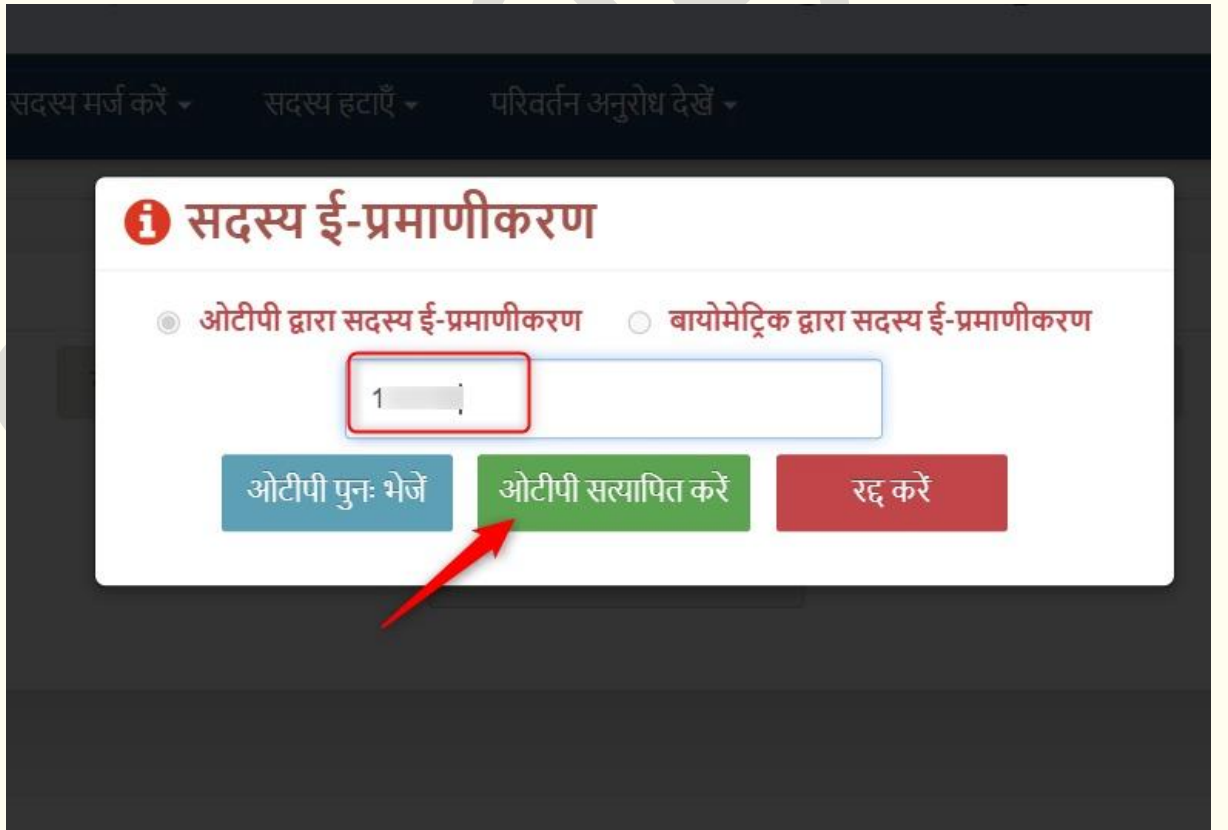 सदस्य मर्ज करें सदस्य हटाएँ परिवर्तन अनुरोध देखें
सदस्य ई-प्रमाणीकरण
ओटीपी द्वारा सदस्य ई-प्रमाणीकरण बायोमेट्रिक द्वारा सदस्य ई-प्रमाणीकरण
1
ओटीपी पुनः भेजें ओटीपी सत्यापित करें रद्द करें